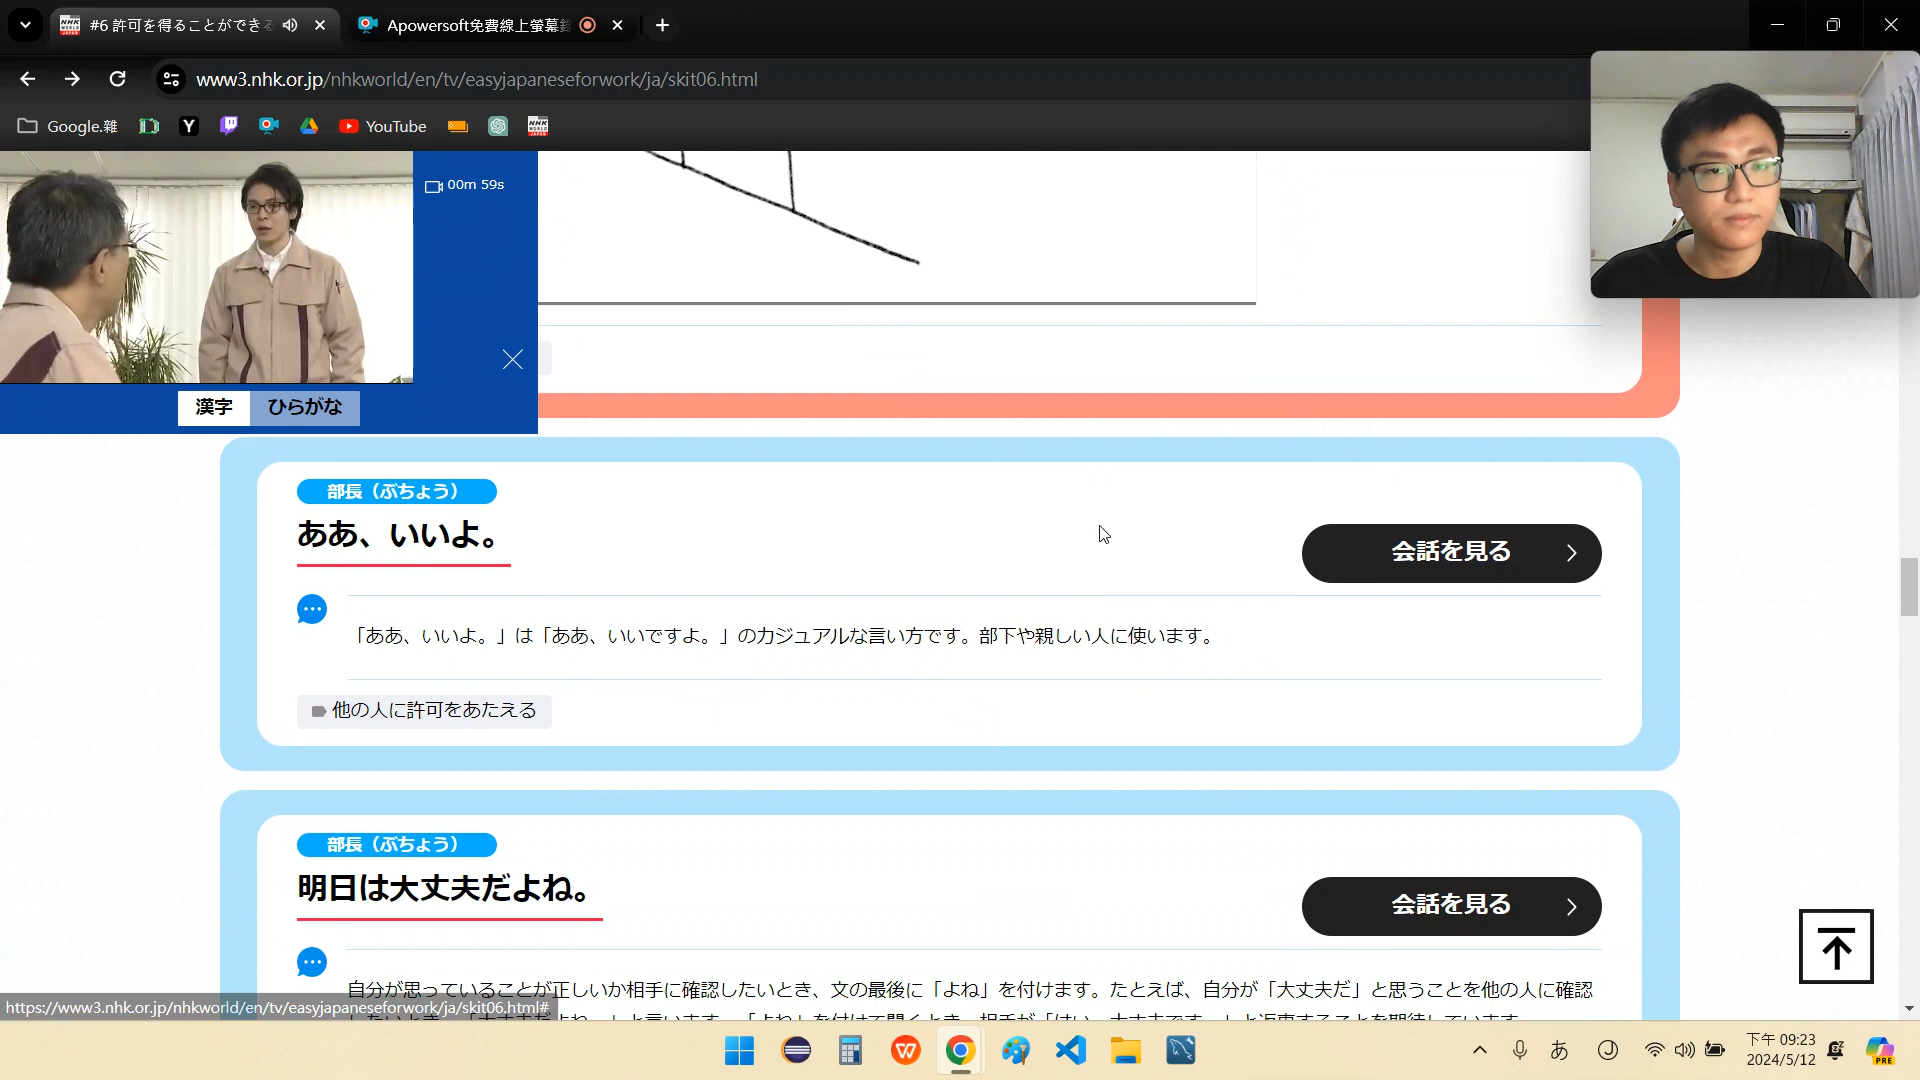 #6 許可を得ることができ
Apowersoft免費線上螢幕
www3.nhk.or.jp/nhkworld/en/tv/easyjapaneseforwork/ja/skit06.html
Google.雜
YouTube
00m 59s
漢字 ひらがな
部長（ぶちょう）
ああ、いいよ。
会話を見る
「ああ、いいよ。」は「ああ、いいですよ。」のカジュアルな言い方です。部下や親しい人に使います。
他の人に許可をあたえる
部長（ぶちょう）
明日は大丈夫だよね。
会話を見る
自分が思っていることが正しいか相手に確認したいとき、文の最後に「よね」を付けます。たとえば、自分が「大丈夫だ」と思うことを他の人に確認
https://www3.nhk.or.jp/nhkworld/en/tv/easyjapaneseforwork/ja/skit06.html#
あ
下午 09:23
2024/5/12
PRE